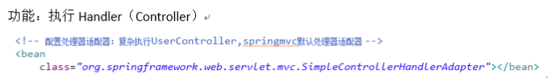 功能：执行 Handler（Controller）
<!-- 配置处理器适配器：复杂执行UserController,springmvc默认处理器适配器 -->
<bean
class="org.springframework.web.servlet.mvc.SimpleControllerHandlerAdapter"></bean>